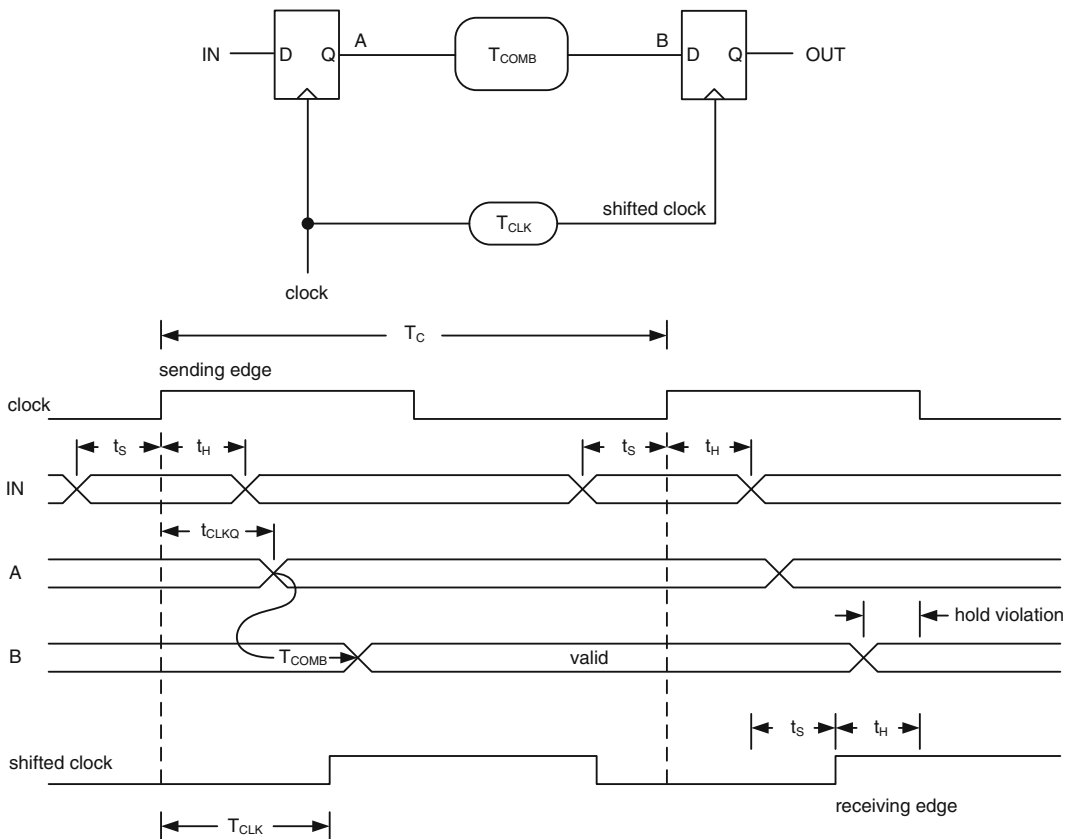 IN D Q A T_COMB B D Q OUT
T_CLK shifted clock
clock
T_C
sending edge
clock
t_S t_H t_S t_H
IN
t_CLKQ
A
hold violation
B T_COMB valid
t_S t_H
shifted clock
receiving edge
T_CLK